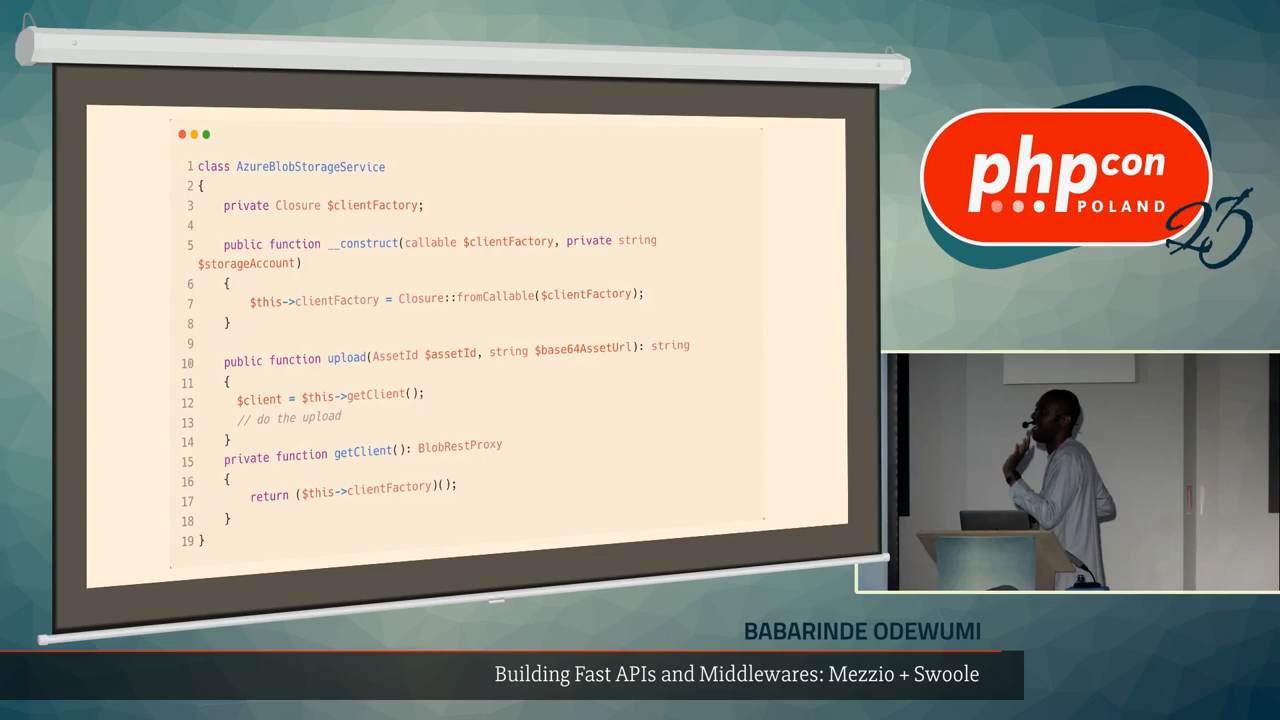 1 class AzureBlobStorageService
2 {
3 private Closure $clientFactory;
4
5 public function __construct(callable $clientFactory, private string
$storageAccount)
6 {
7 $this->clientFactory = Closure::fromCallable($clientFactory);
8 }
9
10 public function upload(AssetId $assetId, string $base64AssetUrl): string
11 {
12 $client = $this->getClient();
13 // do the upload
14 }
15 private function getClient(): BlobRestProxy
16 {
17 return ($this->clientFactory)();
18 }
19 }
phpcon
POLAND
23
BABARINDE ODEWUMI
Building Fast APIs and Middlewares: Mezzio + Swoole